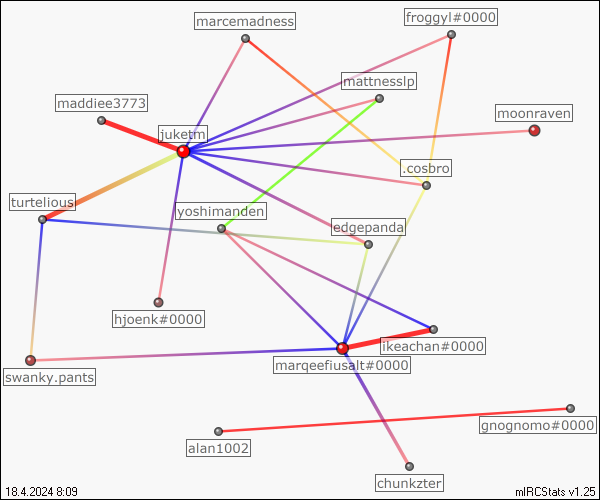 marcemadness
froggyl#0000
mattnesslp
maddiee3773
moonraven
juketm
.cosbro
turtelious
yoshimanden
edgepanda
hjoenk#0000
ikeachan#0000
marqeefiusalt#0000
swanky.pants
gnognomo#0000
alan1002
chunkzter
18.4.2024 8:09
mIRCStats v1.25